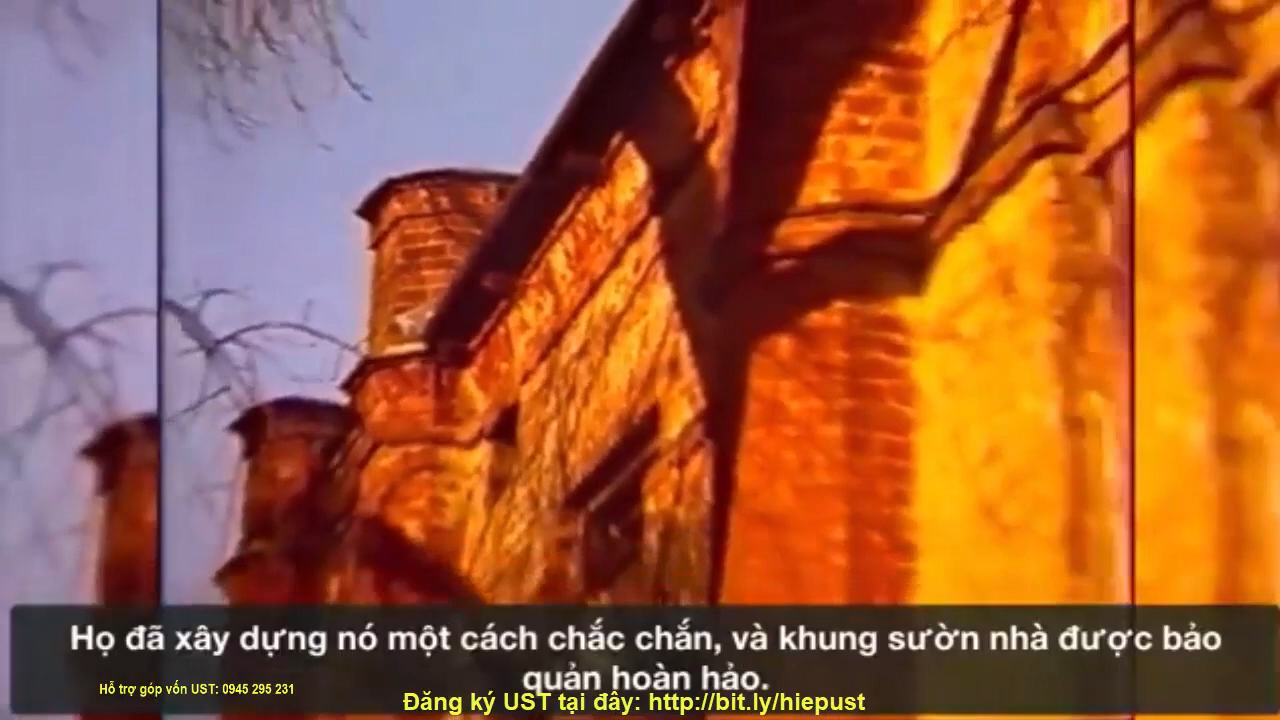 Họ đã xây dựng nó một cách chắc chắn, và khung sườn nhà được bảo
quản hoàn hảo.
Hỗ trợ góp vốn UST: 0945 295 231
Đăng ký UST tại đây: http://bit.ly/hiepust